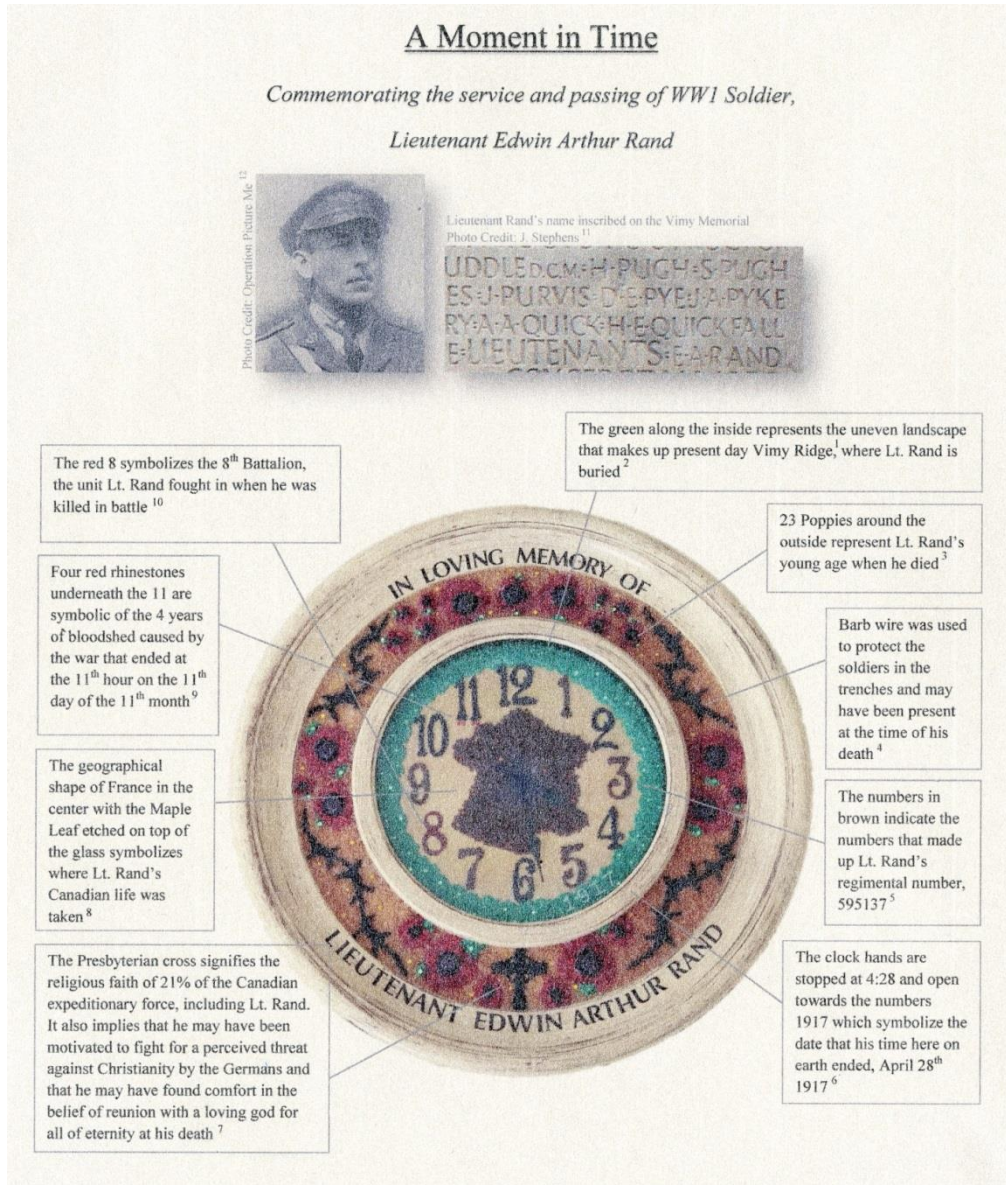 A Moment in Time
Commemorating the service and passing of WW1 Soldier,
Lieutenant Edwin Arthur Rand
Photo Credit: Operation Picture Me 12
Lieutenant Rand's name inscribed on the Vimy Memorial
Photo Credit: J. Stephens 11
UDDLE D.C.M.·H·PUGH·S·PUGH
ES·J·PURVIS·D·E·PYE·J·A·PYKE
RY·A·A·QUICK·H·E·QUICKFALL
E·LIEUTENANTS·E·A·RAND
The green along the inside represents the uneven landscape
that makes up present day Vimy Ridge,1 where Lt. Rand is
buried 2
The red 8 symbolizes the 8th Battalion,
the unit Lt. Rand fought in when he was
killed in battle 10
23 Poppies around the
outside represent Lt. Rand's
young age when he died 3
Four red rhinestones
underneath the 11 are
symbolic of the 4 years
of bloodshed caused by
the war that ended at
the 11th hour on the 11th
day of the 11th month 9
Barb wire was used
to protect the
soldiers in the
trenches and may
have been present
at the time of his
death 4
The geographical
shape of France in the
center with the Maple
Leaf etched on top of
the glass symbolizes
where Lt. Rand's
Canadian life was
taken 8
The numbers in
brown indicate the
numbers that made
up Lt. Rand's
regimental number,
595137 5
The Presbyterian cross signifies the
religious faith of 21% of the Canadian
expeditionary force, including Lt. Rand.
It also implies that he may have been
motivated to fight for a perceived threat
against Christianity by the Germans and
that he may have found comfort in the
belief of reunion with a loving god for
all of eternity at his death 7
The clock hands are
stopped at 4:28 and open
towards the numbers
1917 which symbolize the
date that his time here on
earth ended, April 28th
1917 6
IN LOVING MEMORY OF
12
1
2
3
4
5
6
7
8
9
10
11
1917
LIEUTENANT EDWIN ARTHUR RAND